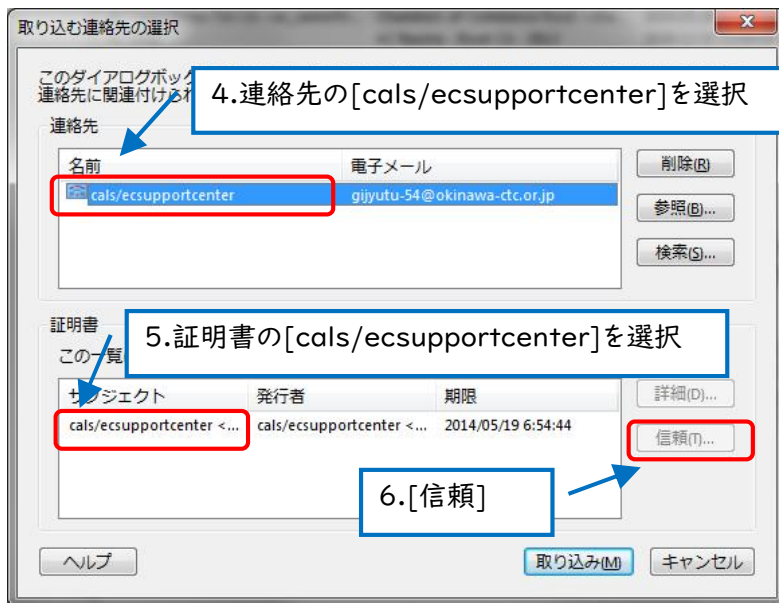 取り込む連絡先の選択
このダイアログボック
連絡先に関連付けられ
4.連絡先の[cals/ecsupportcenter]を選択
連絡先
名前 電子メール
cals/ecsupportcenter gijyutu-54@okinawa-ctc.or.jp
削除(R)
参照(B)...
検索(S)...
証明書
この一覧
5.証明書の[cals/ecsupportcenter]を選択
サブジェクト 発行者 期限
cals/ecsupportcenter <... cals/ecsupportcenter <... 2014/05/19 6:54:44
詳細(D)...
信頼(T)...
6.[信頼]
ヘルプ 取り込み(M) キャンセル